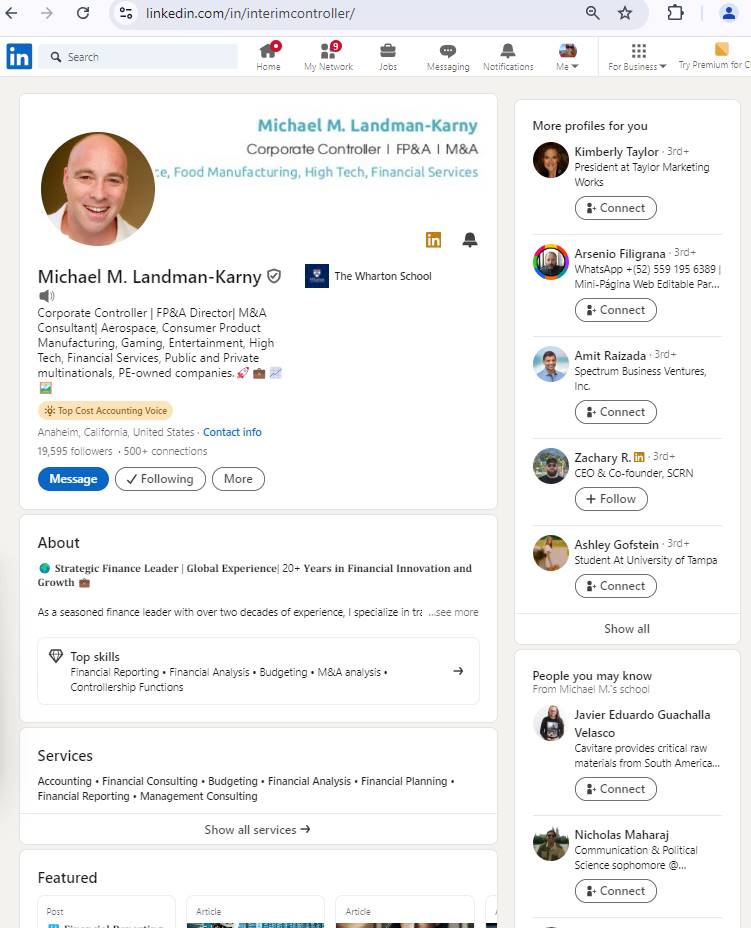 linkedin.com/in/interimcontroller/
in
Search
Home
9
My Network
Jobs
Messaging
Notifications
Me
For Business
Try Premium for
Michael M. Landman-Karny
Corporate Controller | FP&A | M&A
ce, Food Manufacturing, High Tech, Financial Services
in
Michael M. Landman-Karny
The Wharton School
Corporate Controller | FP&A Director| M&A
Consultant| Aerospace, Consumer Product
Manufacturing, Gaming, Entertainment, High
Tech, Financial Services, Public and Private
multinationals, PE-owned companies.🚀 💼 📈
🖼️
Top Cost Accounting Voice
Anaheim, California, United States · Contact info
19,595 followers · 500+ connections
Message
Following
More
About
🌍 Strategic Finance Leader | Global Experience| 20+ Years in Financial Innovation and
Growth 💼
As a seasoned finance leader with over two decades of experience, I specialize in tra ...see more
Top skills
Financial Reporting • Financial Analysis • Budgeting • M&A analysis •
Controllership Functions
Services
Accounting • Financial Consulting • Budgeting • Financial Analysis • Financial Planning •
Financial Reporting • Management Consulting
Show all services →
Featured
Post
Financial Reporting
Article
Article
More profiles for you
Kimberly Taylor · 3rd+
President at Taylor Marketing
Works
Connect
Arsenio Filigrana · 3rd+
WhatsApp +(52) 559 195 6389 |
Mini-Página Web Editable Par...
Connect
Amit Raizada · 3rd+
Spectrum Business Ventures,
Inc.
Connect
Zachary R. in · 3rd+
CEO & Co-founder, SCRN
+ Follow
Ashley Gofstein · 3rd+
Student At University of Tampa
Connect
Show all
People you may know
From Michael M.'s school
Javier Eduardo Guachalla
Velasco
Cavitare provides critical raw
materials from South America...
Connect
Nicholas Maharaj
Communication & Political
Science sophomore @...
Connect